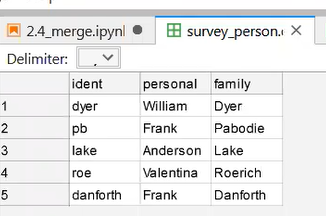 2.4_merge.ipynl
survey_person.
Delimiter: ,
ident personal family
1 dyer William Dyer
2 pb Frank Pabodie
3 lake Anderson Lake
4 roe Valentina Roerich
5 danforth Frank Danforth